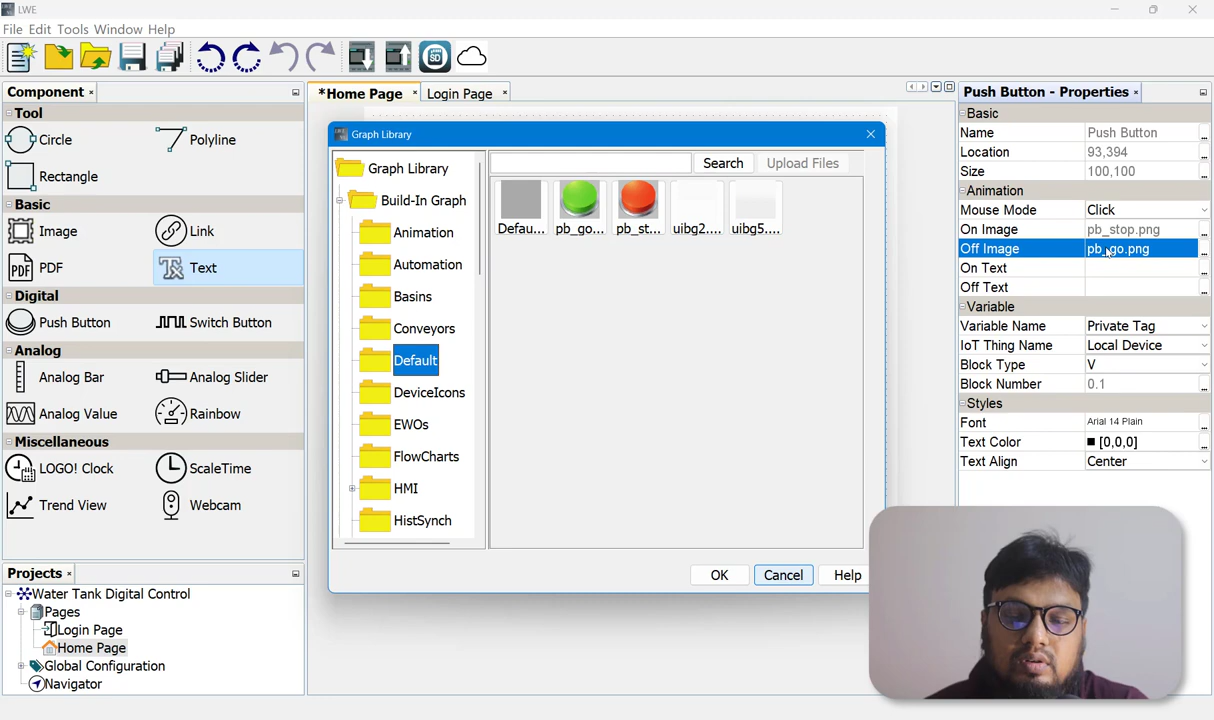 LWE
File Edit Tools Window Help
Component
Tool
Circle
Polyline
Rectangle
Basic
Image
Link
PDF
Text
Digital
Push Button
Switch Button
Analog
Analog Bar
Analog Slider
Analog Value
Rainbow
Miscellaneous
LOGO! Clock
ScaleTime
Trend View
Webcam
Projects
Water Tank Digital Control
Pages
Login Page
Home Page
Global Configuration
Navigator
SD
*Home Page
Login Page
Graph Library
Graph Library
Search
Upload Files
Build-In Graph
Animation
Automation
Basins
Conveyors
Default
DeviceIcons
EWOs
FlowCharts
HMI
HistSynch
Defau...
pb_go...
pb_st...
uibg2....
uibg5....
OK
Cancel
Help
Push Button - Properties
Basic
Name Push Button ...
Location 93,394 ...
Size 100,100 ...
Animation
Mouse Mode Click
On Image pb_stop.png ...
Off Image pb_go.png ...
On Text ...
Off Text ...
Variable
Variable Name Private Tag
IoT Thing Name Local Device
Block Type V
Block Number 0.1 ...
Styles
Font Arial 14 Plain ...
Text Color [0,0,0] ...
Text Align Center